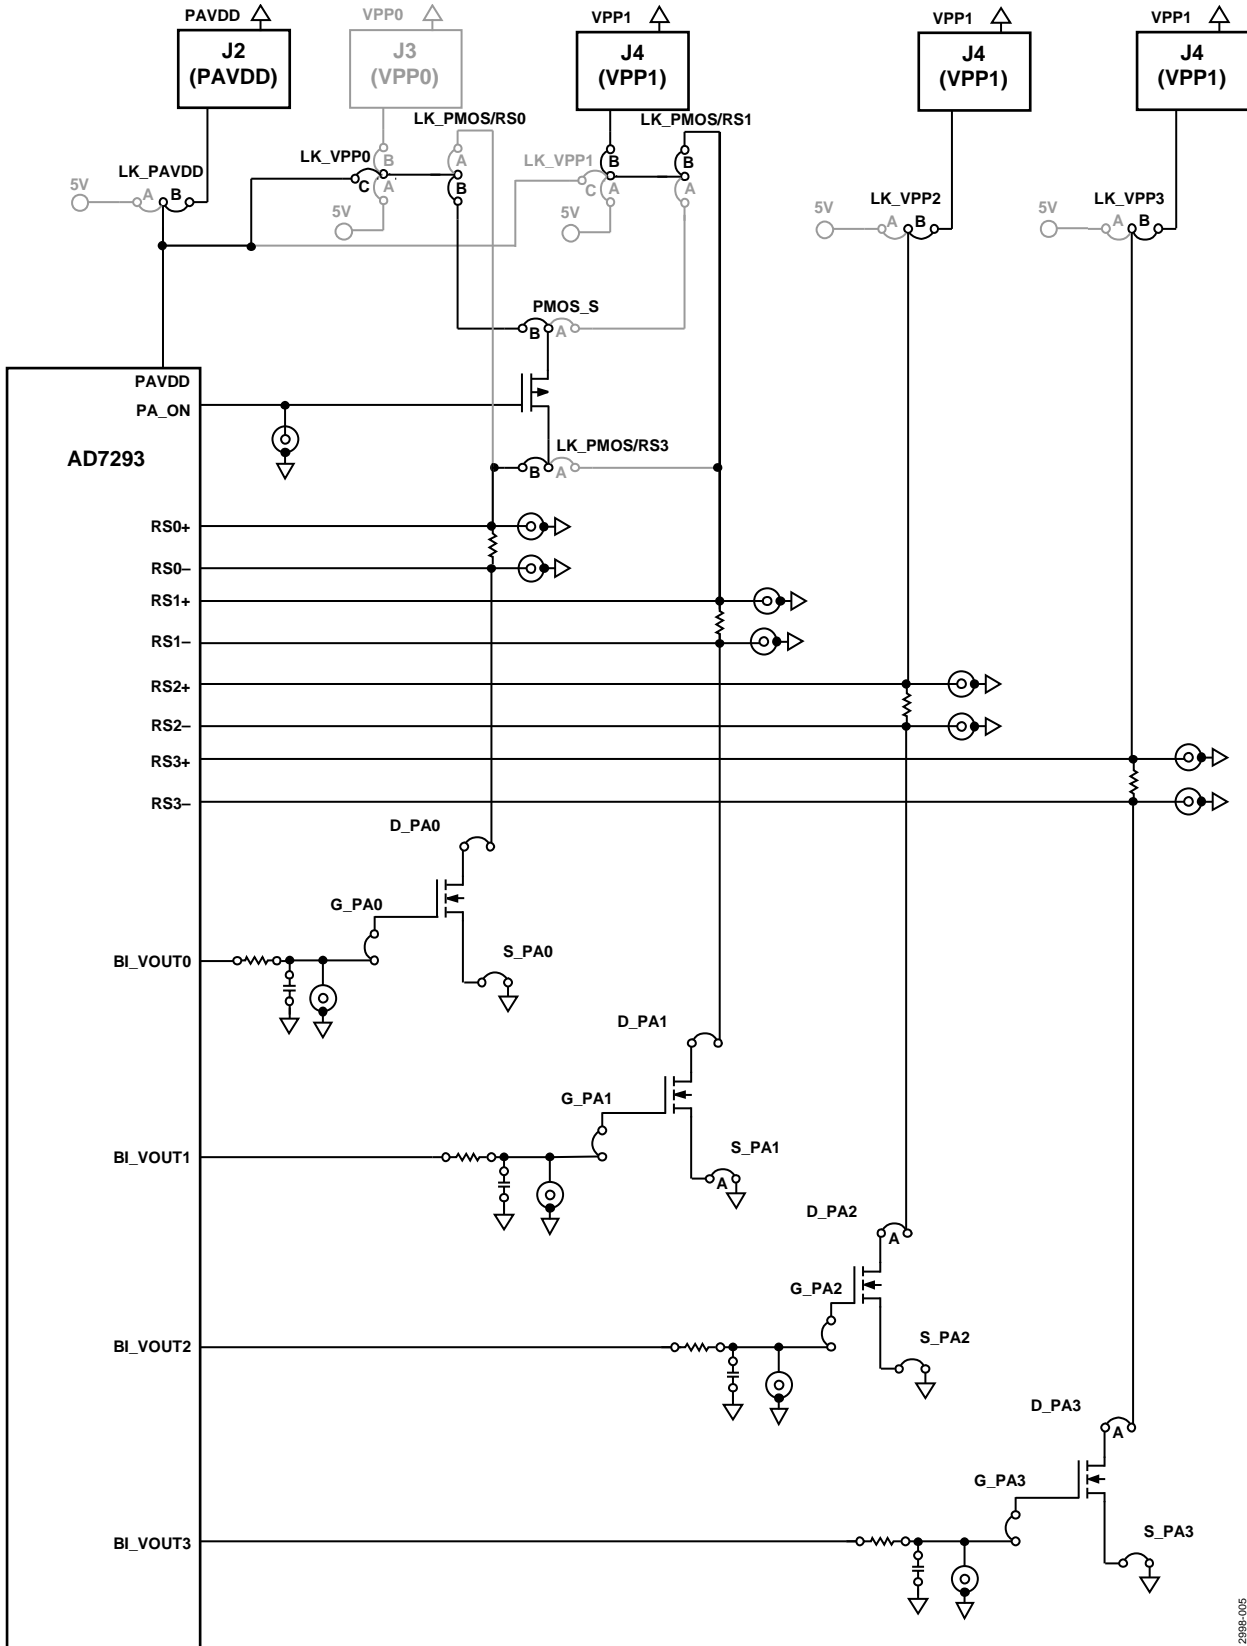 PAVDD
VPP0
VPP1
VPP1
VPP1
J2
(PAVDD)
J3
(VPP0)
J4
(VPP1)
J4
(VPP1)
J4
(VPP1)
LK_PMOS/RS0
LK_PMOS/RS1
LK_PAVDD
LK_VPP0
LK_VPP1
LK_VPP2
LK_VPP3
5V
A
B
B
C
A
5V
A
B
B
C
A
5V
B
A
5V
A
B
5V
A
B
PMOS_S
B
A
PAVDD
PA_ON
AD7293
LK_PMOS/RS3
B
A
RS0+
RS0–
RS1+
RS1–
RS2+
RS2–
RS3+
RS3–
D_PA0
G_PA0
S_PA0
BI_VOUT0
D_PA1
G_PA1
S_PA1
A
BI_VOUT1
D_PA2
A
G_PA2
S_PA2
BI_VOUT2
D_PA3
A
G_PA3
S_PA3
BI_VOUT3
2998-005